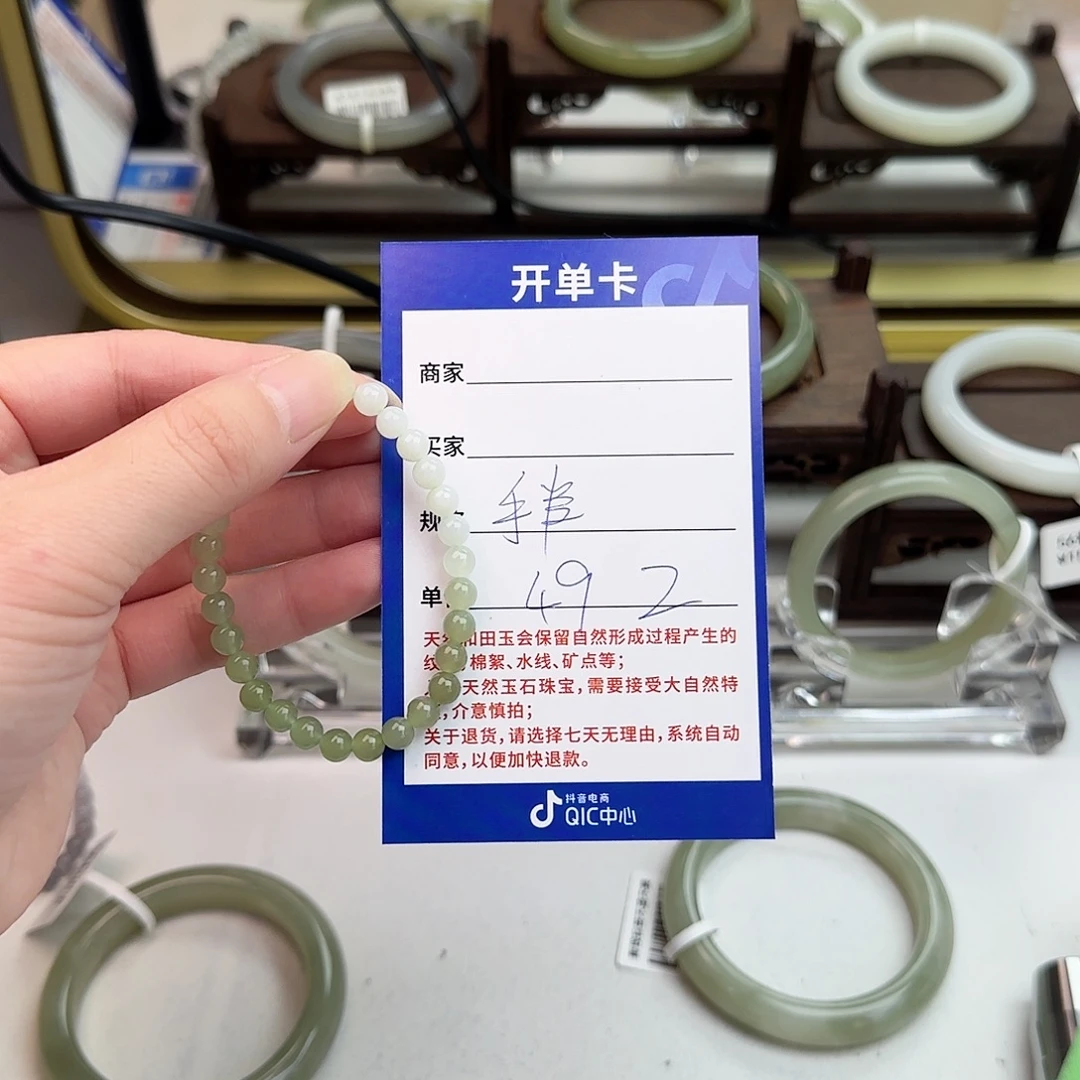 开单卡
商家
买家
规
手
单
49 2
天然和田玉会保留自然形成过程产生的
纹 棉絮、水线、矿点等;
天然玉石珠宝,需要接受大自然特
,介意慎拍;
关于退货,请选择七天无理由,系统自动
同意,以便加快退款。
抖音电商
QIC中心